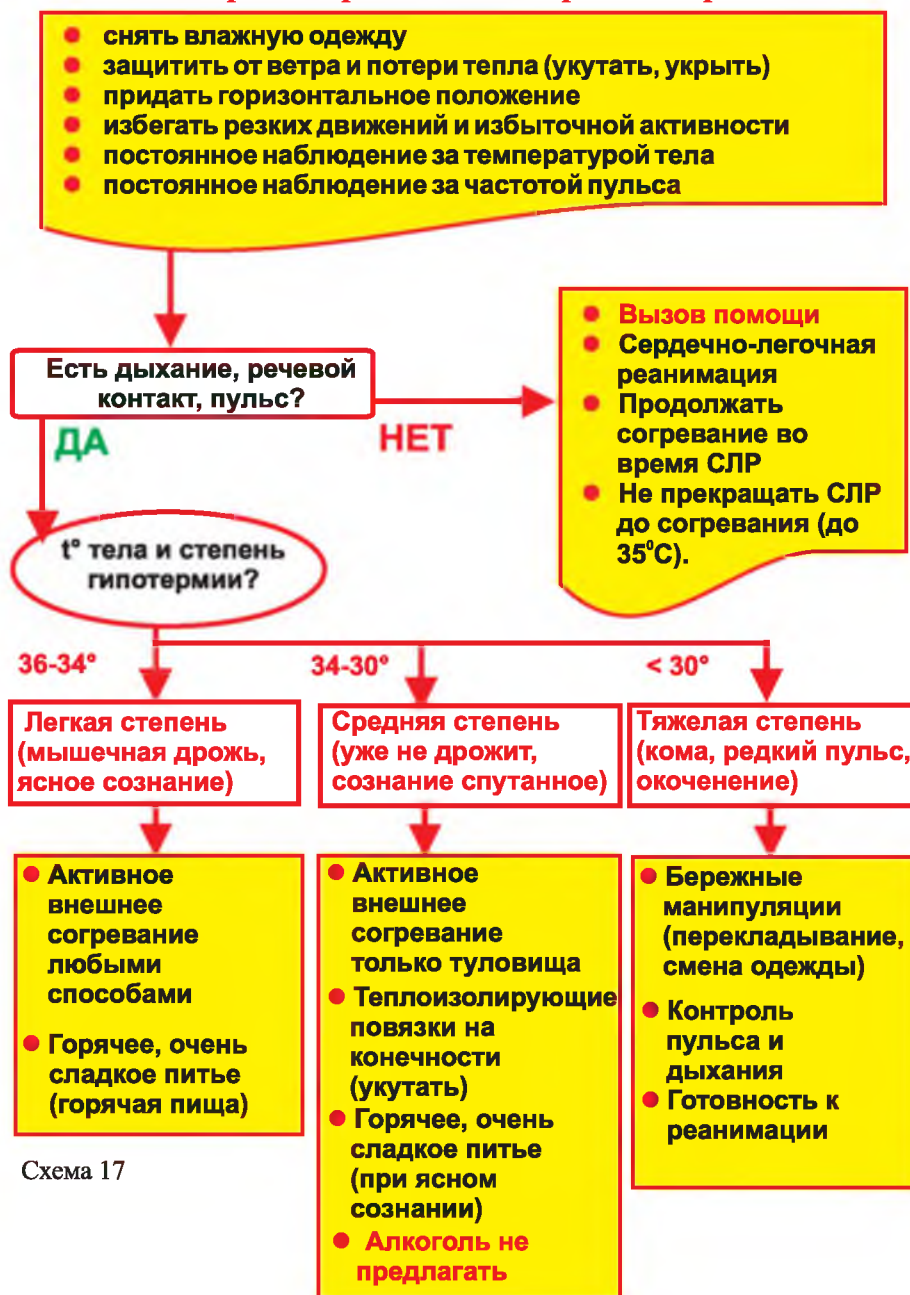 снять влажную одежду
защитить от ветра и потери тепла (укутать, укрыть)
придать горизонтальное положение
избегать резких движений и избыточной активности
постоянное наблюдение за температурой тела
постоянное наблюдение за частотой пульса
Есть дыхание, речевой
контакт, пульс?
ДА
НЕТ
Вызов помощи
Сердечно-легочная
реанимация
Продолжать
согревание во
время СЛР
Не прекращать СЛР
до согревания (до
35⁰С).
t° тела и степень
гипотермии?
36-34°
34-30°
< 30°
Легкая степень
(мышечная дрожь,
ясное сознание)
Средняя степень
(уже не дрожит,
сознание спутанное)
Тяжелая степень
(кома, редкий пульс,
окоченение)
Активное
внешнее
согревание
любыми
способами
Горячее, очень
сладкое питье
(горячая пища)
Активное
внешнее
согревание
только туловища
Теплоизолирующие
повязки на
конечности
(укутать)
Горячее, очень
сладкое питье
(при ясном
сознании)
Алкоголь не
предлагать
Бережные
манипуляции
(перекладывание,
смена одежды)
Контроль
пульса и
дыхания
Готовность к
реанимации
Схема 17